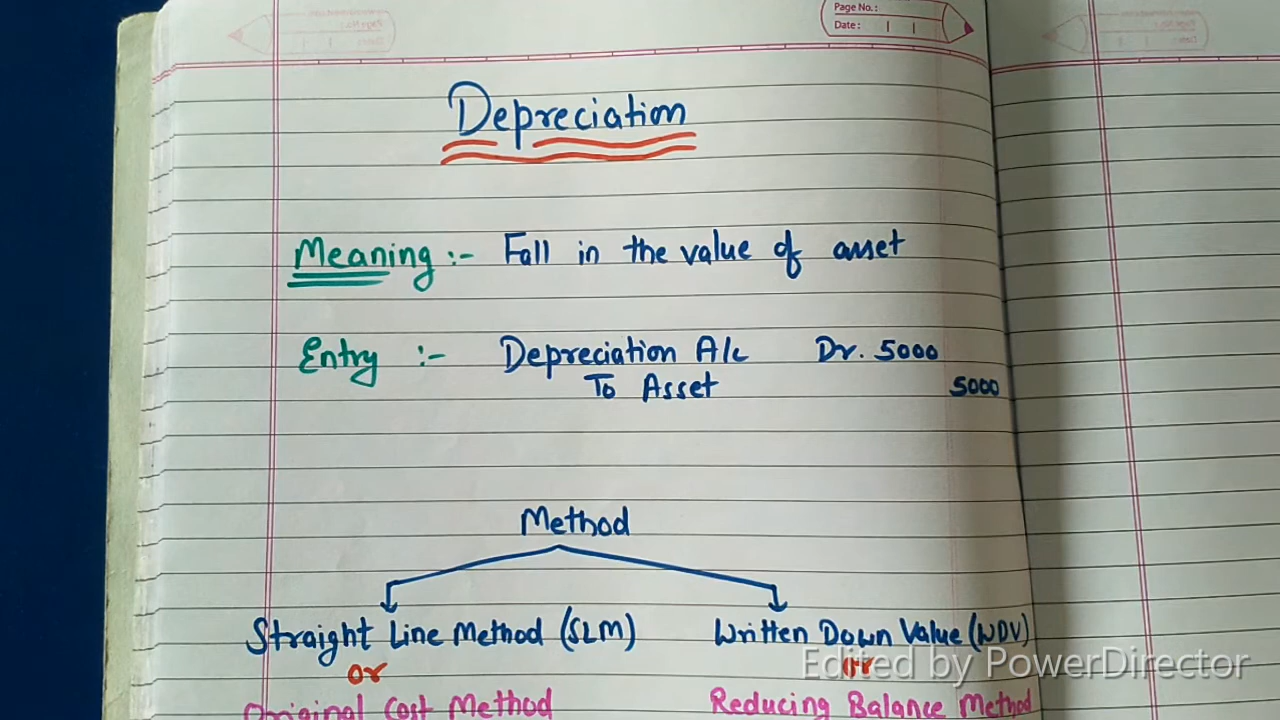 Page No.:
Date:
Depreciation
Meaning :- Fall in the value of asset
Entry :- Depreciation A/c Dr. 5000
To Asset 5000
Method
Straight Line Method (SLM) Written Down Value (WDV)
or or
Original Cost Method Reducing Balance Method
Edited by PowerDirector